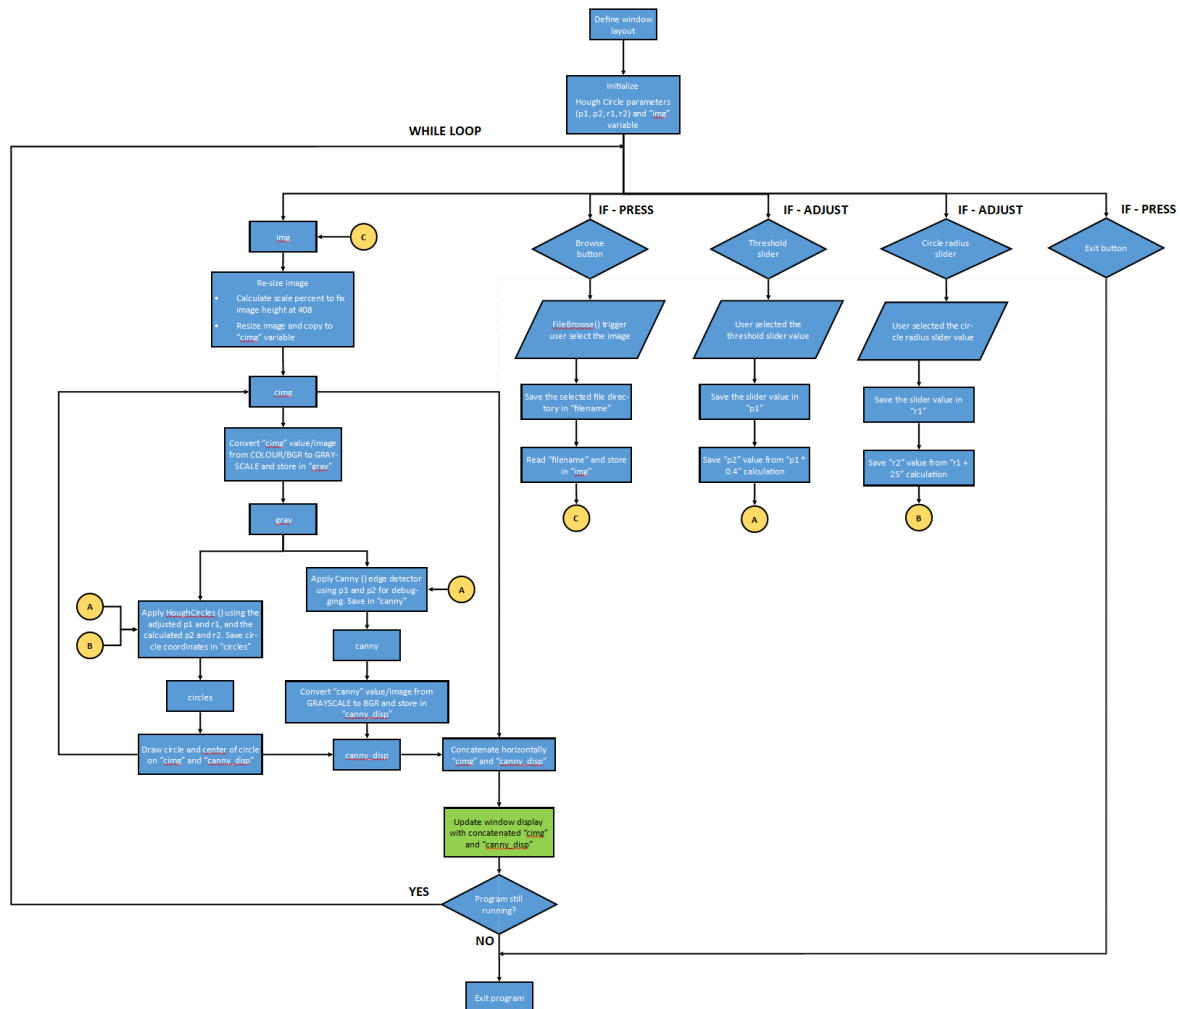 Define window
layout
Initialize
Hough Circle parameters
(p1, p2, r1, r2) and “img”
variable
WHILE LOOP
IF - PRESS
IF - ADJUST
IF - ADJUST
IF - PRESS
img
C
Browse
button
Threshold
slider
Circle radius
slider
Exit button
Re-size image
• Calculate scale percent to fix
image height at 408
• Resize image and copy to
“cimg” variable
FileBrowse() trigger
user select the image
User selected the
threshold slider value
User selected the cir-
cle radius slider value
cimg
Save the selected file direc-
tory in “filename”
Save the slider value in
“p1”
Save the slider value in
“r1”
Convert “cimg” value/image
from COLOUR/BGR to GRAY-
SCALE and store in “gray”
Read “filename” and store
in “img”
Save “p2” value from “p1 *
0.4” calculation
Save “r2” value from “r1 +
25” calculation
gray
C
A
B
Apply Canny () edge detector
using p1 and p2 for debug-
ging. Save in “canny”
A
A
B
Apply HoughCircles () using the
adjusted p1 and r1, and the
calculated p2 and r2. Save cir-
cle coordinates in “circles”
canny
circles
Convert “canny” value/image from
GRAYSCALE to BGR and store in
“canny_disp”
Draw circle and center of circle
on “cimg” and “canny_disp”
canny_disp
Concatenate horizontally
“cimg” and “canny_disp”
Update window display
with concatenated “cimg”
and “canny_disp”
YES
Program still
running?
NO
Exit program